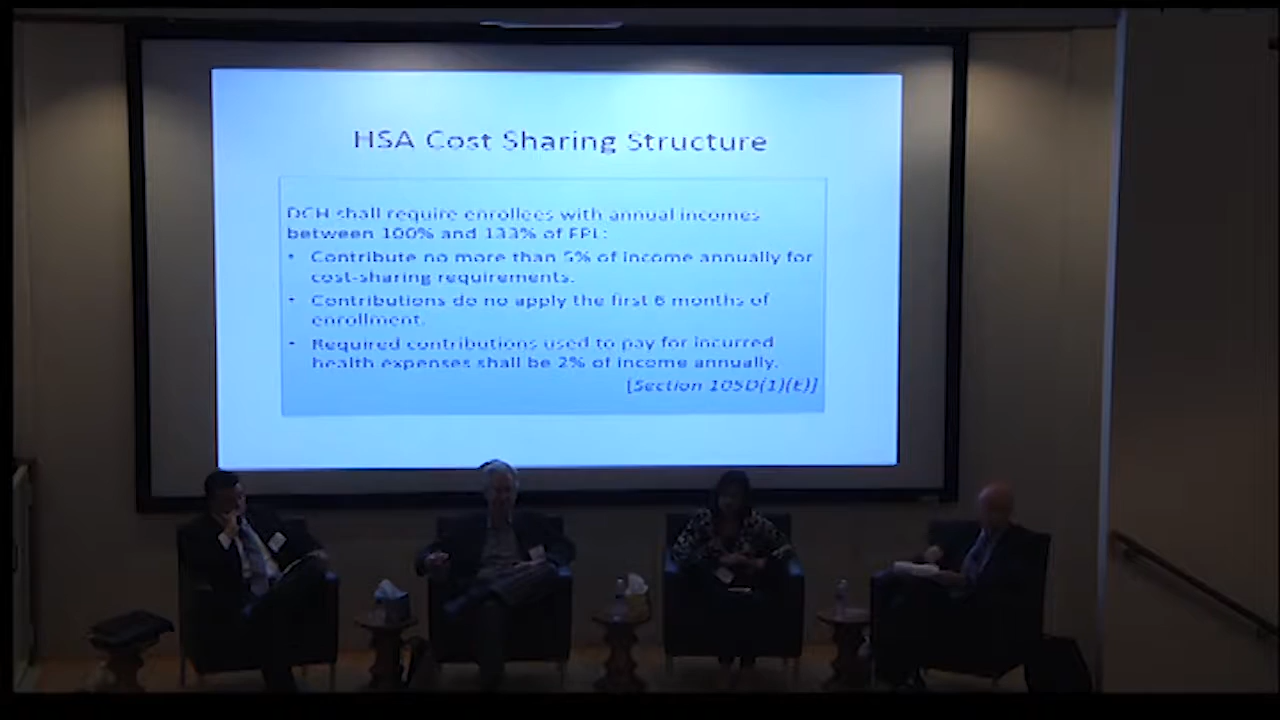 HSA Cost Sharing Structure
DCH shall require enrollees with annual incomes
between 100% and 133% of FPL:
• Contribute no more than 5% of income annually for
cost-sharing requirements.
• Contributions do no apply the first 6 months of
enrollment.
• Required contributions used to pay for incurred
health expenses shall be 2% of income annually.
[Section 105D(1)(E)]